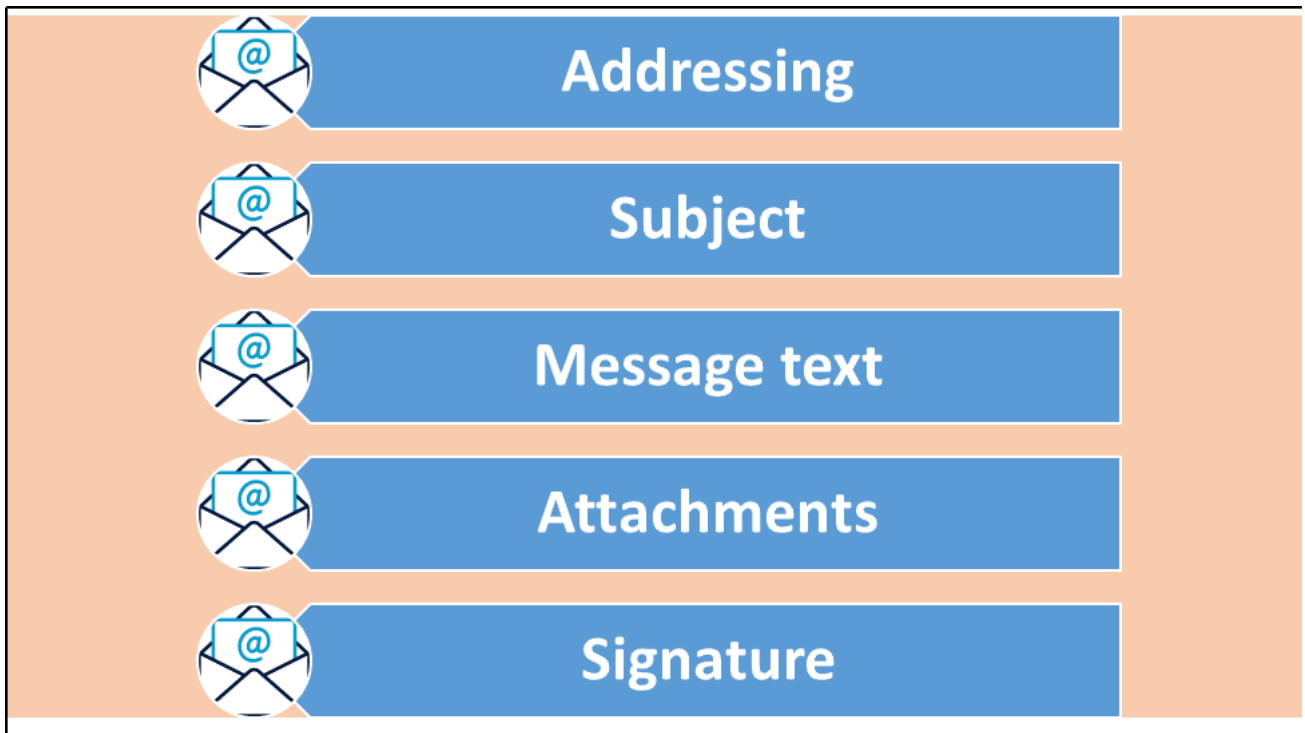 @
Addressing
@
Subject
@
Message text
@
Attachments
@
Signature